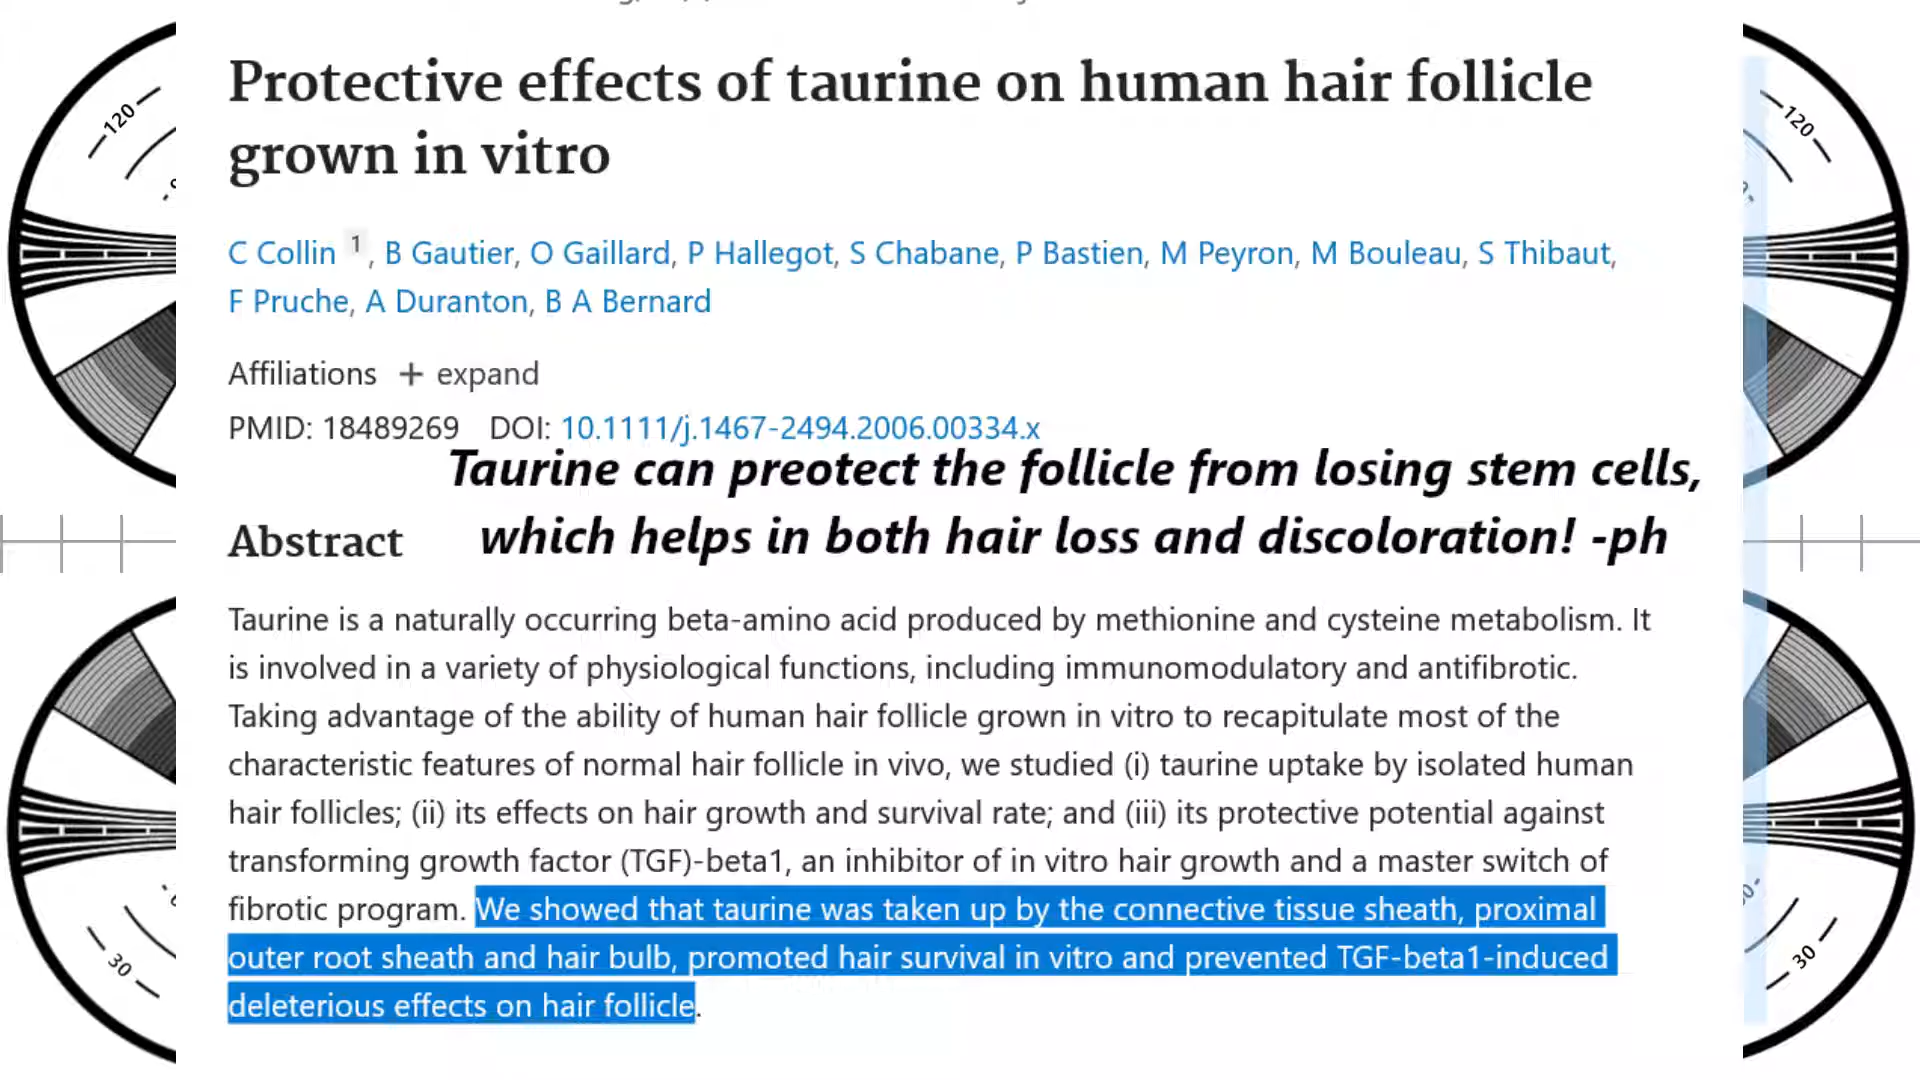 Protective effects of taurine on human hair follicle
grown in vitro
C Collin 1, B Gautier, O Gaillard, P Hallegot, S Chabane, P Bastien, M Peyron, M Bouleau, S Thibaut,
F Pruche, A Duranton, B A Bernard
Affiliations + expand
PMID: 18489269 DOI: 10.1111/j.1467-2494.2006.00334.x
Taurine can preotect the follicle from losing stem cells,
which helps in both hair loss and discoloration! -ph
Abstract
Taurine is a naturally occurring beta-amino acid produced by methionine and cysteine metabolism. It
is involved in a variety of physiological functions, including immunomodulatory and antifibrotic.
Taking advantage of the ability of human hair follicle grown in vitro to recapitulate most of the
characteristic features of normal hair follicle in vivo, we studied (i) taurine uptake by isolated human
hair follicles; (ii) its effects on hair growth and survival rate; and (iii) its protective potential against
transforming growth factor (TGF)-beta1, an inhibitor of in vitro hair growth and a master switch of
fibrotic program. We showed that taurine was taken up by the connective tissue sheath, proximal
outer root sheath and hair bulb, promoted hair survival in vitro and prevented TGF-beta1-induced
deleterious effects on hair follicle.
120
120
30
30